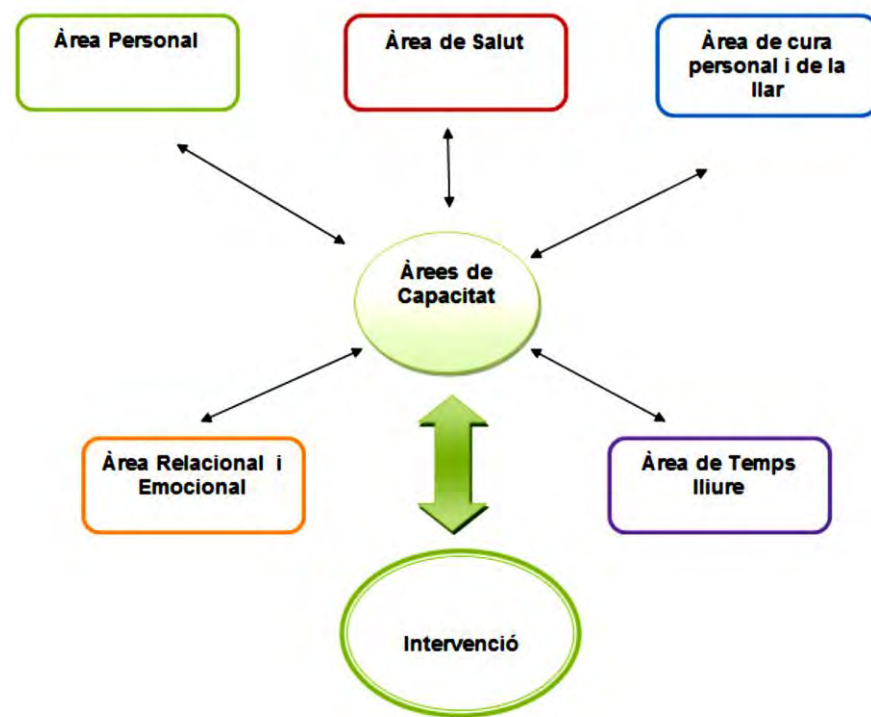 Àrea Personal
Àrea de Salut
Àrea de cura
personal i de la
llar
Àrees de
Capacitat
Àrea Relacional i
Emocional
Àrea de Temps
lliure
Intervenció